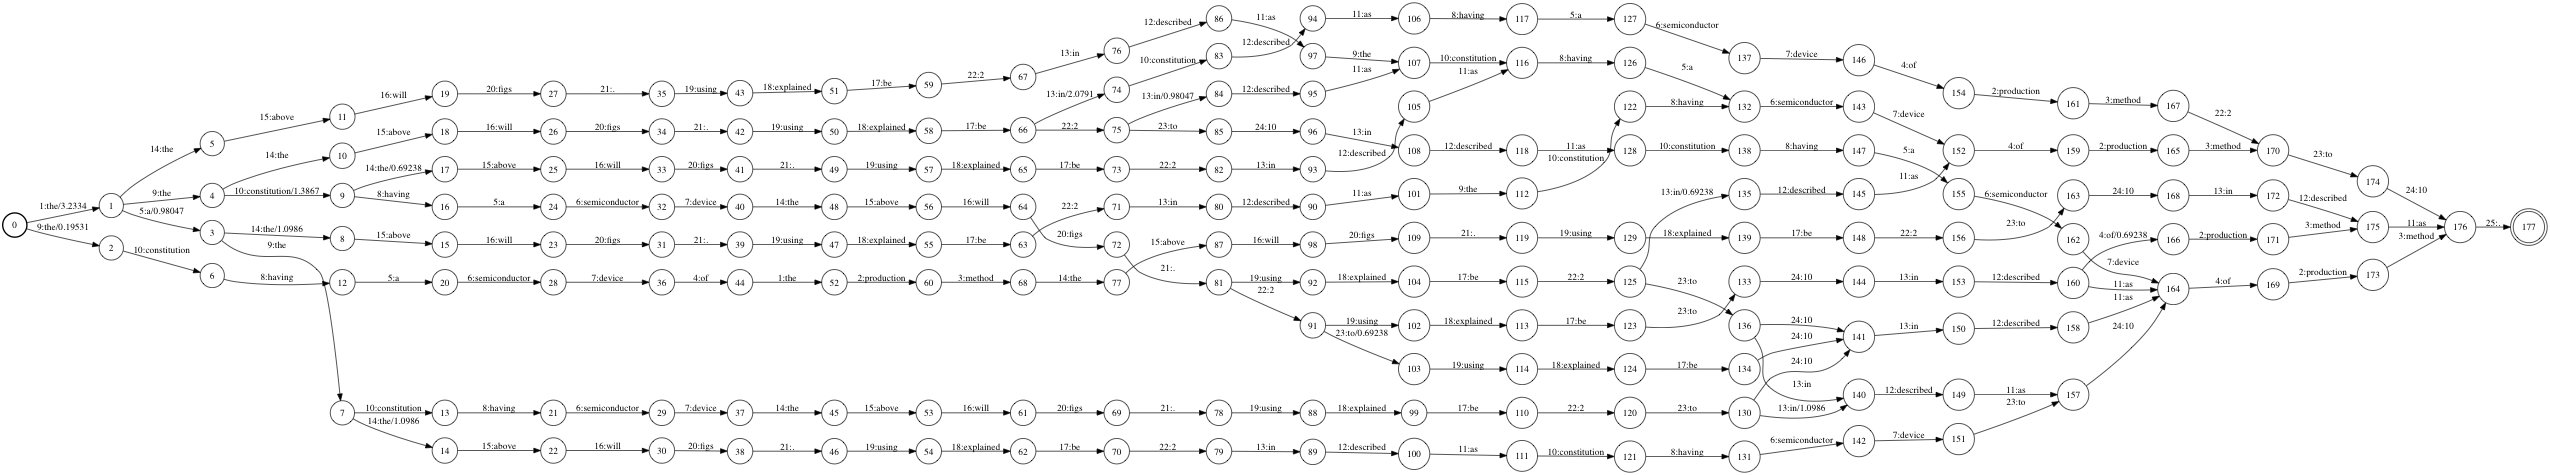 86 11:as 94 11:as 106 8:having 117 5:a 127 6:semiconductor
12:described 76 13:in 10:constitution 83 12:described 97 9:the 107 10:constitution 116 8:having 126 5:a 137 7:device 146 4:of
19 20:figs 27 21:. 35 19:using 43 18:explained 51 17:be 59 22:2 67 13:in/2.0791 74 13:in/0.98047 84 12:described 95 11:as 11:as 154 2:production 161 3:method 167 22:2
16:will 11 15:above 105 122 8:having 132 6:semiconductor 143 7:device
5 14:the 15:above 18 16:will 26 20:figs 34 21:. 42 19:using 50 18:explained 58 17:be 66 22:2 75 23:to 85 24:10 96 13:in
10 14:the 108 12:described 118 11:as 128 10:constitution 138 8:having 147 5:a 152 4:of 159 2:production 165 3:method 170 23:to
14:the/0.69238 17 15:above 25 16:will 33 20:figs 41 21:. 49 19:using 57 18:explained 65 17:be 73 22:2 82 13:in 93 12:described 10:constitution 11:as 174 24:10
9:the 4 10:constitution/1.3867 9 8:having 101 9:the 112 13:in/0.69238 135 12:described 145 155 6:semiconductor 163 24:10 168 13:in 172 12:described
0 1:the/3.2334 1 5:a/0.98047 16 5:a 24 6:semiconductor 32 7:device 40 14:the 48 15:above 56 16:will 64 20:figs 22:2 71 13:in 80 12:described 90 11:as
9:the/0.19531 3 14:the/1.0986 8 15:above 23:to 175 11:as 176 25:. 177
2 10:constitution 9:the 15 16:will 23 20:figs 31 21:. 39 19:using 47 18:explained 55 17:be 63 72 15:above 87 16:will 98 20:figs 109 21:. 119 19:using 129 18:explained 139 17:be 148 22:2 156 162 4:of/0.69238 166 2:production 171 3:method 3:method
6 8:having 12 5:a 20 6:semiconductor 28 7:device 36 4:of 44 1:the 52 2:production 60 3:method 68 14:the 77 21:. 81 19:using 92 18:explained 104 17:be 115 22:2 125 23:to 133 24:10 144 13:in 153 12:described 160 7:device 11:as 164 4:of 169 2:production 173
22:2 91 19:using 102 18:explained 113 17:be 123 23:to 136 24:10 141 13:in 150 12:described 158 11:as
23:to/0.69238 103 19:using 114 18:explained 124 17:be 134 24:10 24:10 24:10
13:in 140 12:described 149 11:as 157
7 10:constitution 13 8:having 21 6:semiconductor 29 7:device 37 14:the 45 15:above 53 16:will 61 20:figs 69 21:. 78 19:using 88 18:explained 99 17:be 110 22:2 120 23:to 130 13:in/1.0986 23:to
14:the/1.0986 14 15:above 22 16:will 30 20:figs 38 21:. 46 19:using 54 18:explained 62 17:be 70 22:2 79 13:in 89 12:described 100 11:as 111 10:constitution 121 8:having 131 6:semiconductor 142 7:device 151